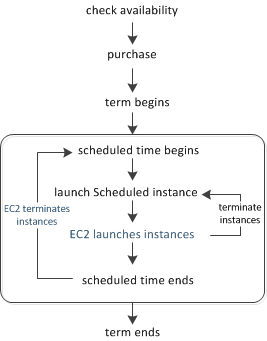 check availability
purchase
term begins
scheduled time begins
launch Scheduled instance
EC2 terminates
instances
terminate
instances
EC2 launches instances
scheduled time ends
term ends